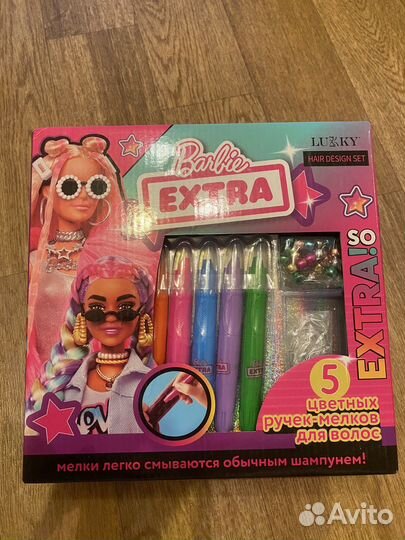 LUCKY
HAIR DESIGN SET
Barbie
EXTRA
SO
EXTRA!
5
цветных
ручек-мелков
для волос
мелки легко смываются обычным шампунем!
Avito